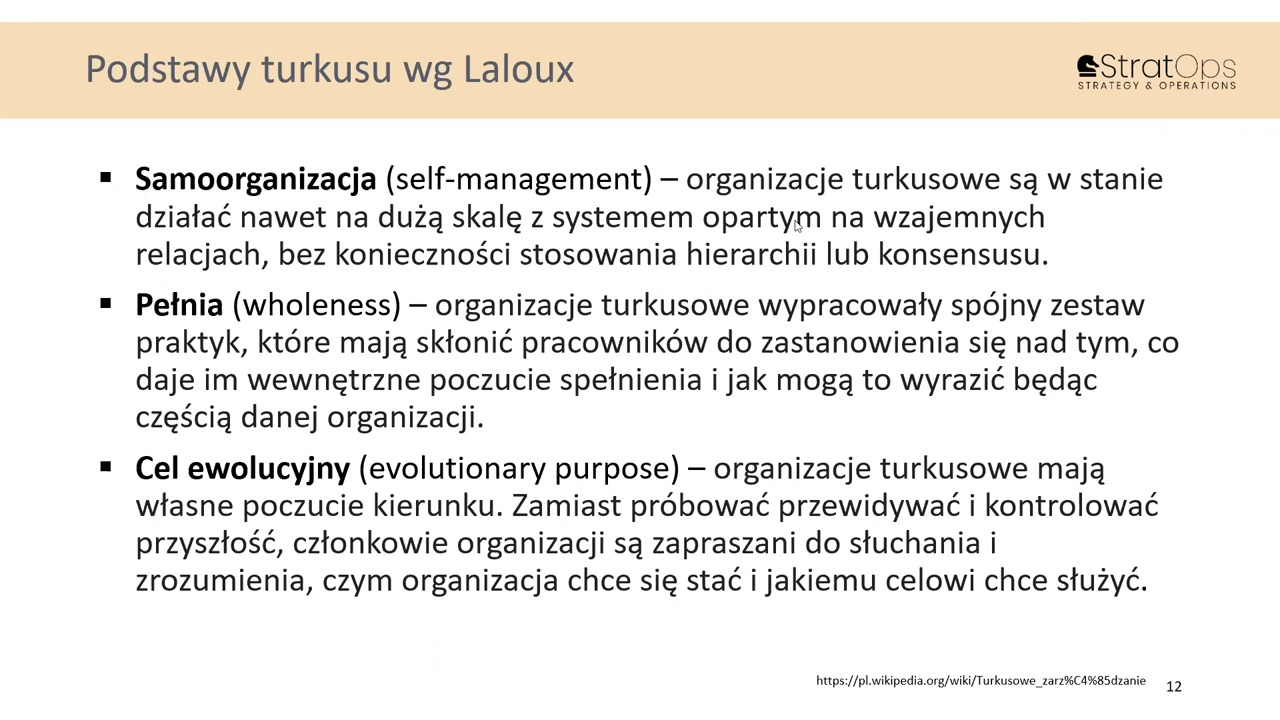 Podstawy turkusu wg Laloux
StratOps
STRATEGY & OPERATIONS
▪ Samoorganizacja (self-management) – organizacje turkusowe są w stanie
działać nawet na dużą skalę z systemem opartym na wzajemnych
relacjach, bez konieczności stosowania hierarchii lub konsensusu.
▪ Pełnia (wholeness) – organizacje turkusowe wypracowały spójny zestaw
praktyk, które mają skłonić pracowników do zastanowienia się nad tym, co
daje im wewnętrzne poczucie spełnienia i jak mogą to wyrazić będąc
częścią danej organizacji.
▪ Cel ewolucyjny (evolutionary purpose) – organizacje turkusowe mają
własne poczucie kierunku. Zamiast próbować przewidywać i kontrolować
przyszłość, członkowie organizacji są zapraszani do słuchania i
zrozumienia, czym organizacja chce się stać i jakiemu celowi chce służyć.
https://pl.wikipedia.org/wiki/Turkusowe_zarz%C4%85dzanie
12